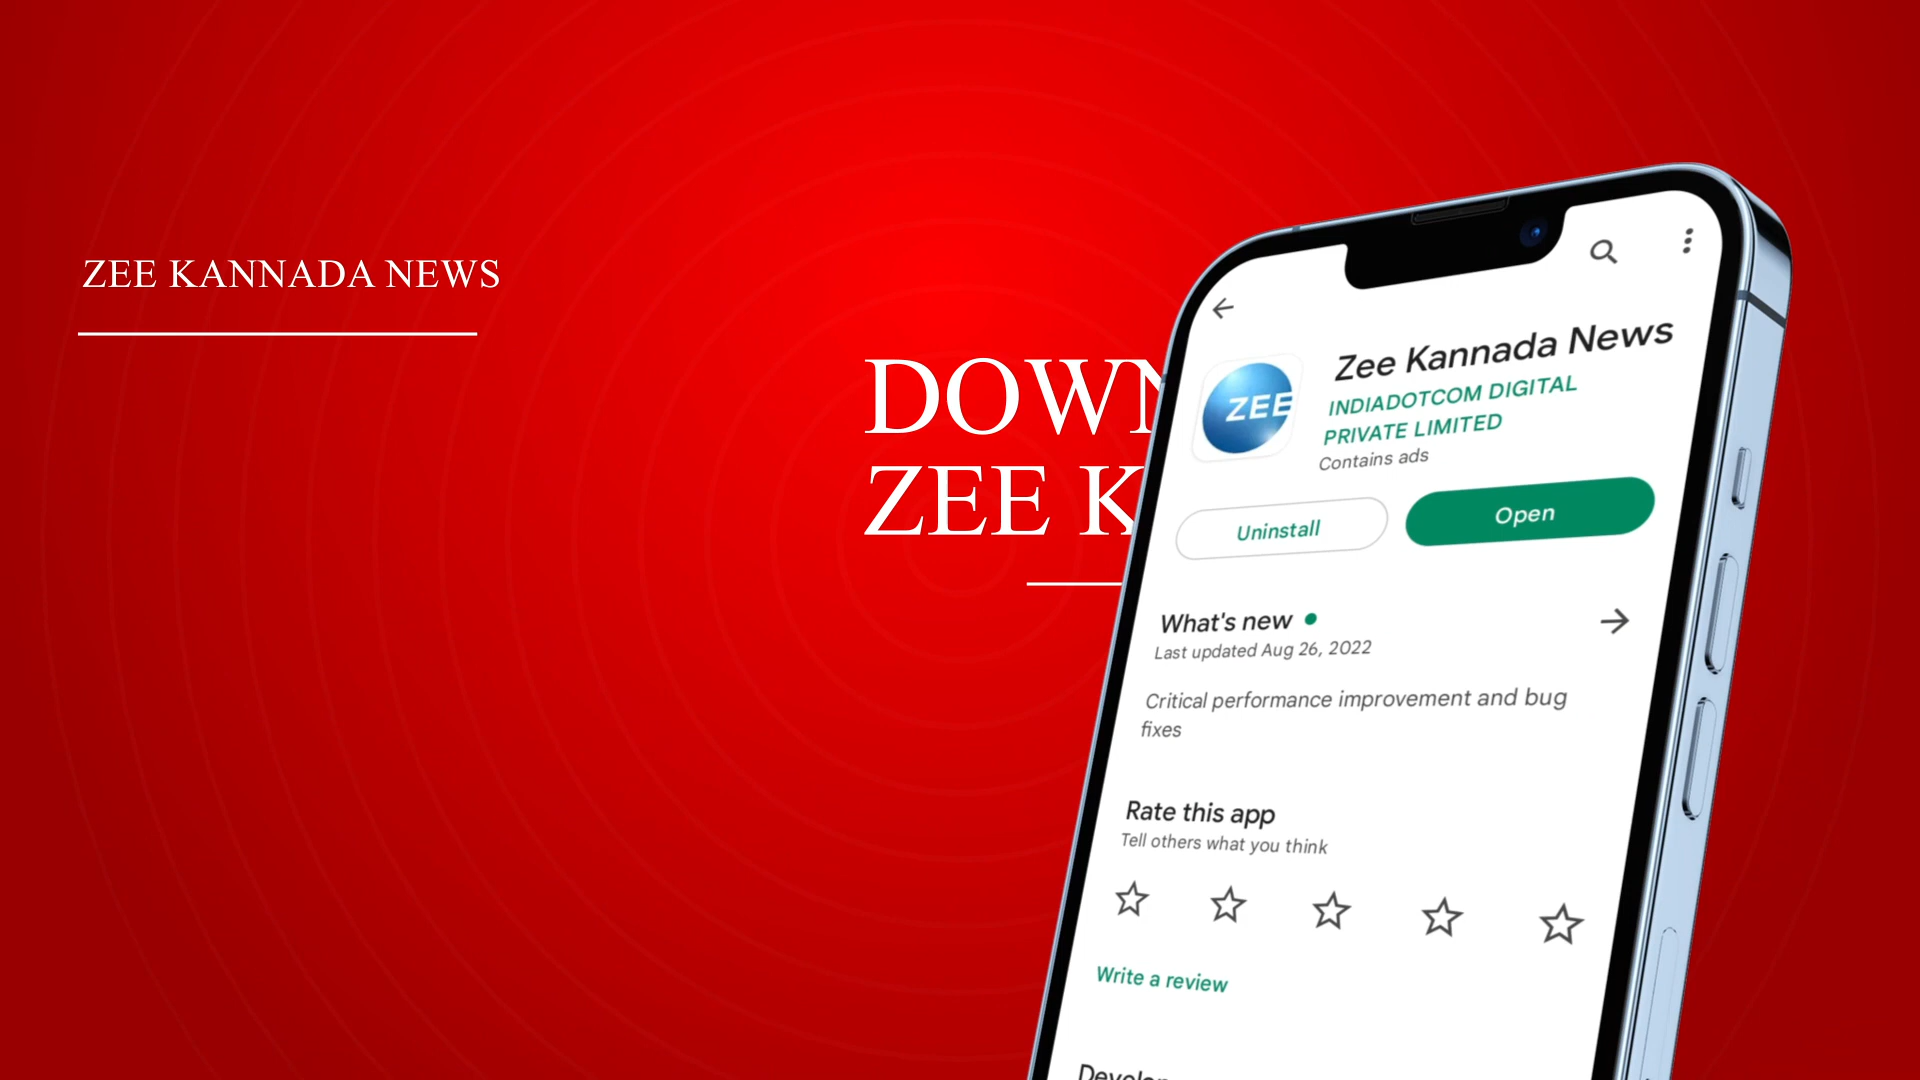 ZEE KANNADA NEWS
DOWN
ZEE K
Zee Kannada News
ZEE
INDIADOTCOM DIGITAL
PRIVATE LIMITED
Contains ads
Uninstall
Open
What's new
Last updated Aug 26, 2022
Critical performance improvement and bug
fixes
Rate this app
Tell others what you think
Write a review